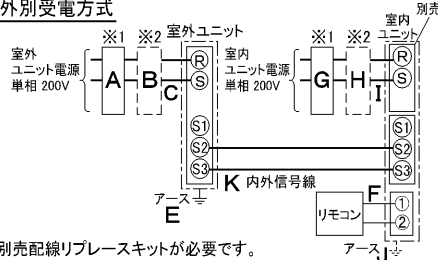 外別受電方式
別売
※1 ※2 室外ユニット ※1 ※2 室内
ユニット
室外
ユニット電源
単相 200V
A B C
R
S
S1
S2
S3
室内
ユニット電源
単相 200V
G H I
R
S
S1
S2
S3
K 内外信号線
アース
E
リモコン
F
①
②
アース
J
別売配線リプレースキットが必要です。